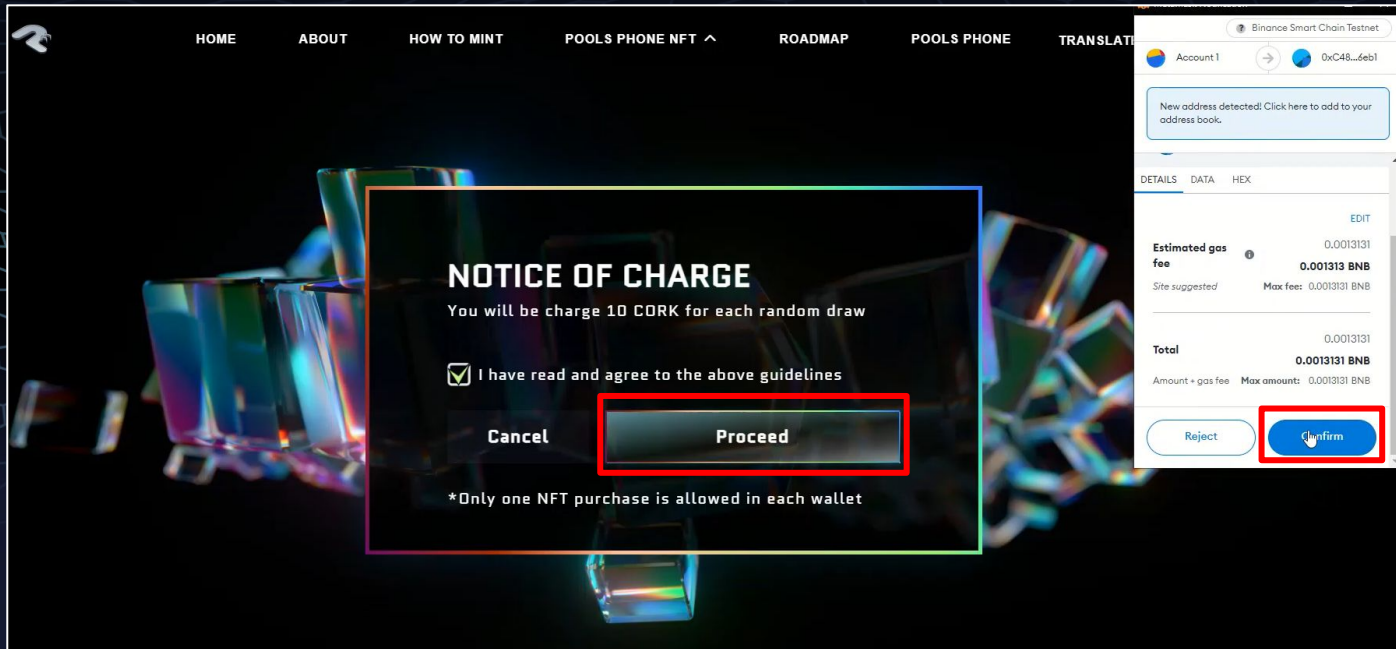 HOME ABOUT HOW TO MINT POOLS PHONE NFT ROADMAP POOLS PHONE TRANSLATI
NOTICE OF CHARGE
You will be charge 10 CORK for each random draw
I have read and agree to the above guidelines
Cancel Proceed
*Only one NFT purchase is allowed in each wallet
Binance Smart Chain Testnet
Account 1 0xC48...6eb1
New address detected! Click here to add to your
address book.
DETAILS DATA HEX
EDIT
Estimated gas 0.0013131
fee 0.001313 BNB
Site suggested Max fee: 0.0013131 BNB
0.0013131
Total 0.0013131 BNB
Amount + gas fee Max amount: 0.0013131 BNB
Reject Confirm